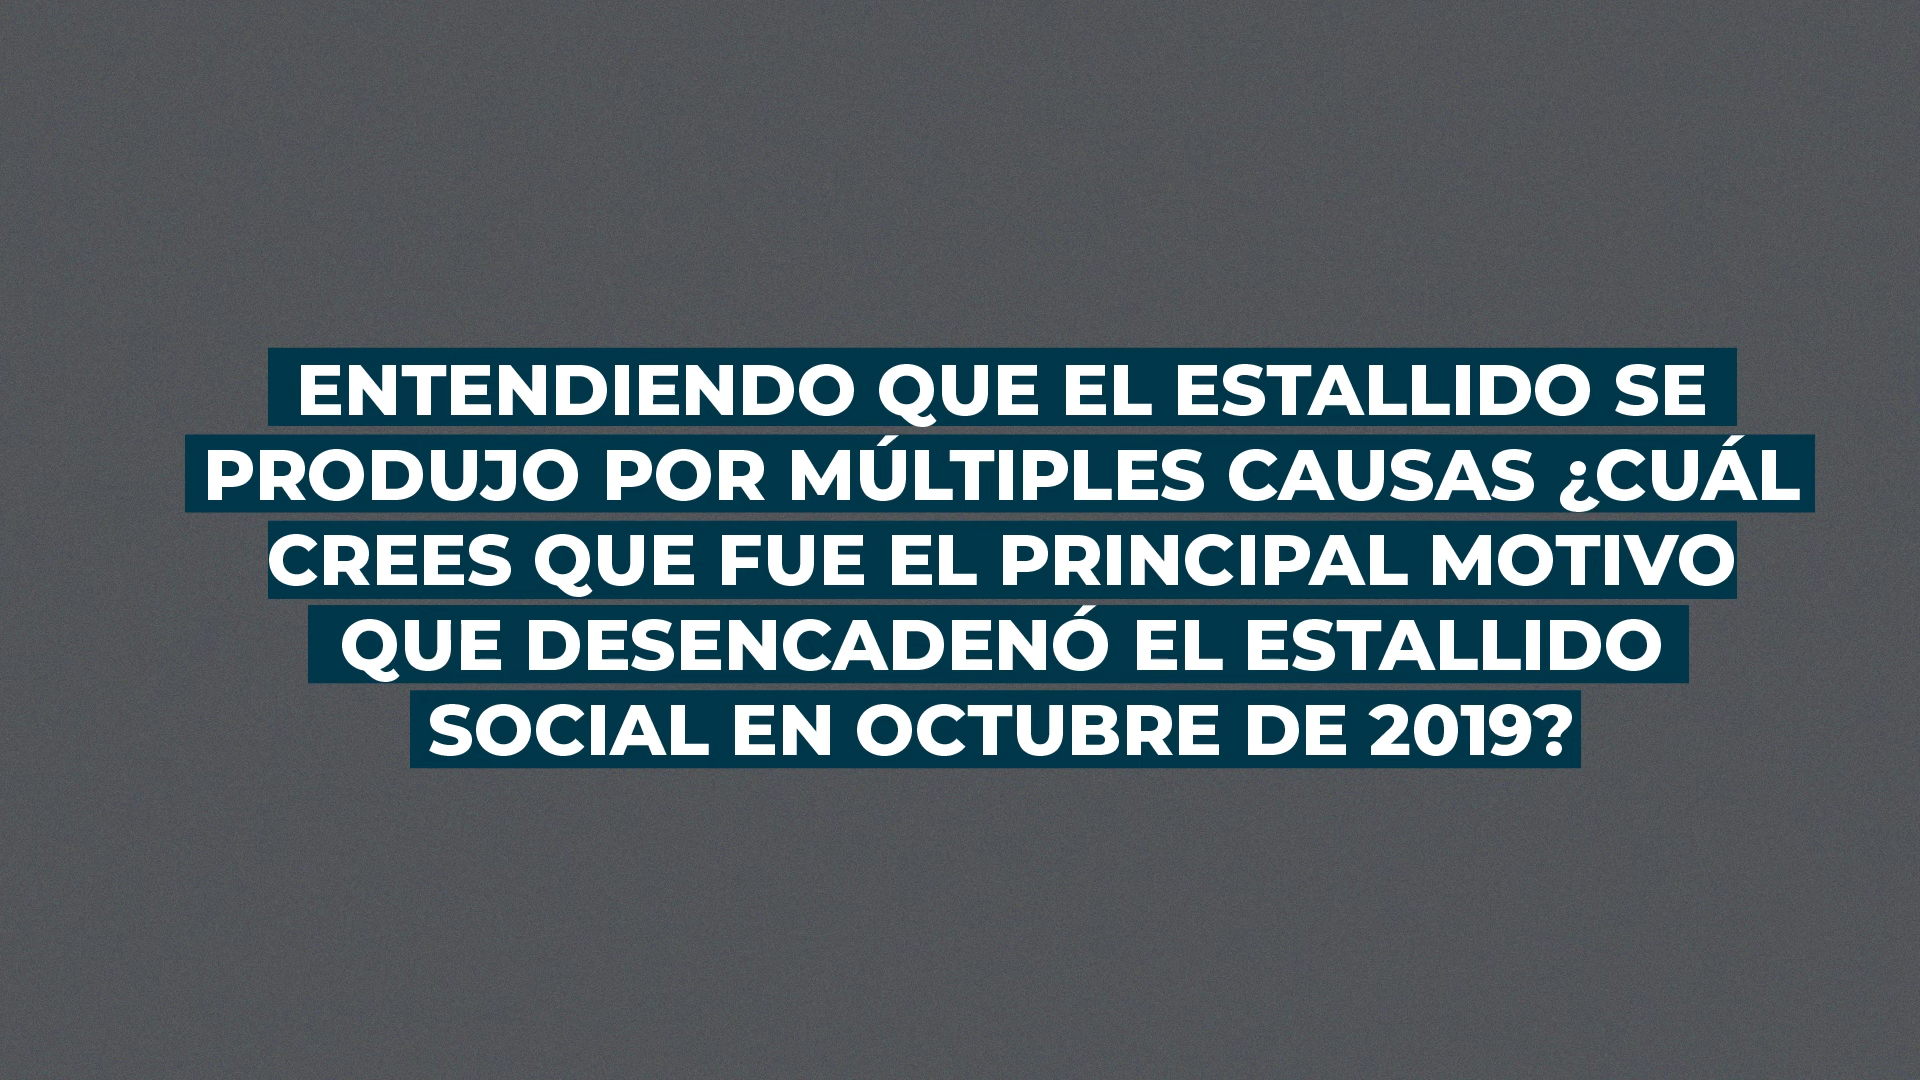 ENTENDIENDO QUE EL ESTALLIDO SE
PRODUJO POR MÚLTIPLES CAUSAS ¿CUÁL
CREES QUE FUE EL PRINCIPAL MOTIVO
QUE DESENCADENÓ EL ESTALLIDO
SOCIAL EN OCTUBRE DE 2019?